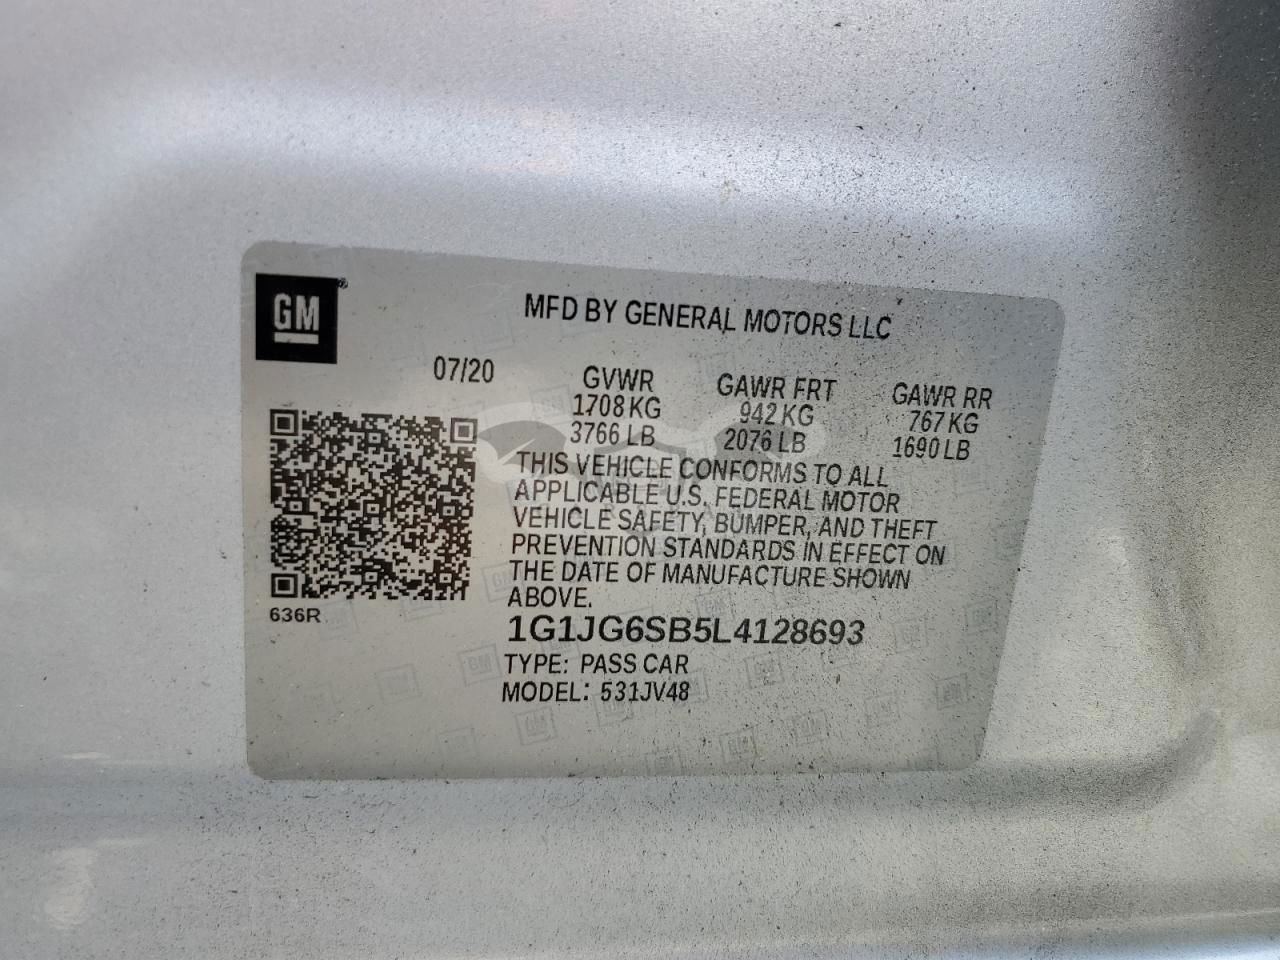 GM®
MFD BY GENERAL MOTORS LLC
07/20
GVWR GAWR FRT GAWR RR
1708 KG 942 KG 767 KG
3766 LB 2076 LB 1690 LB
THIS VEHICLE CONFORMS TO ALL
APPLICABLE U.S. FEDERAL MOTOR
VEHICLE SAFETY, BUMPER, AND THEFT
PREVENTION STANDARDS IN EFFECT ON
THE DATE OF MANUFACTURE SHOWN
ABOVE.
636R
1G1JG6SB5L4128693
TYPE: PASS CAR
MODEL: 531JV48